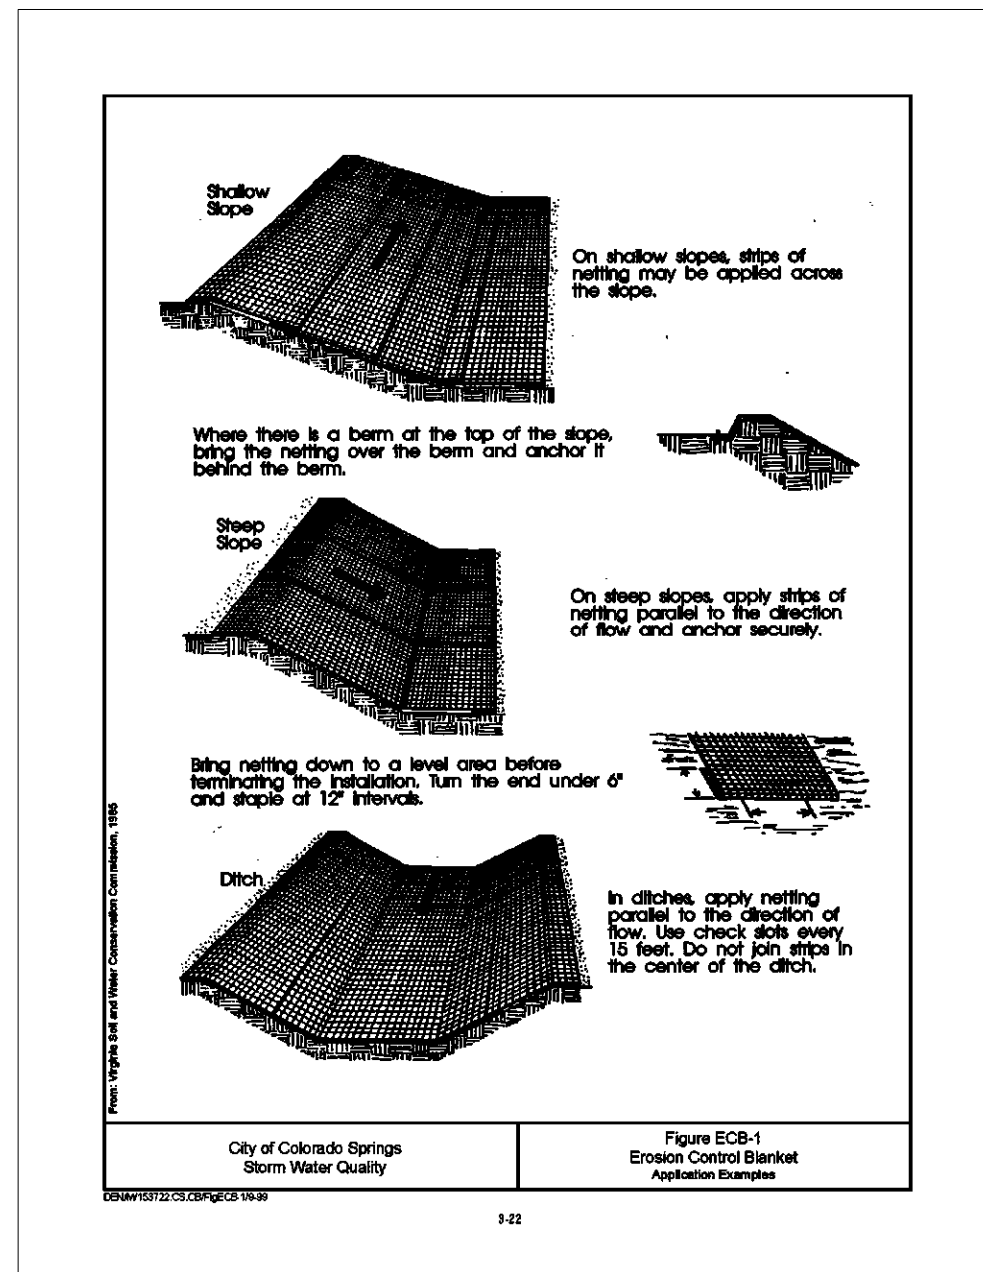 Shallow
Slope
On shallow slopes, strips of
netting may be applied across
the slope.
Where there is a berm at the top of the slope,
bring the netting over the berm and anchor it
behind the berm.
Steep
Slope
On steep slopes, apply strips of
netting parallel to the direction
of flow and anchor securely.
Bring netting down to a level area before
terminating the installation. Turn the end under 6"
and staple at 12" intervals.
Ditch
In ditches, apply netting
parallel to the direction of
flow. Use check slots every
15 feet. Do not join strips in
the center of the ditch.
From: Virginia Soil and Water Conservation Commission, 1985
City of Colorado Springs
Storm Water Quality
Figure ECB-1
Erosion Control Blanket
Application Examples
DEN/W/153722.CS.CB/FigECB-1/9-99
3-22